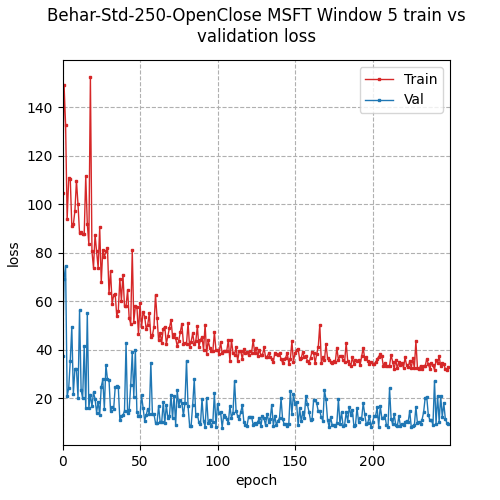 Behar-Std-250-OpenClose MSFT Window 5 train vs
validation loss
Train
Val
140
120
100
80
60
40
20
loss
0
50
100
150
200
epoch